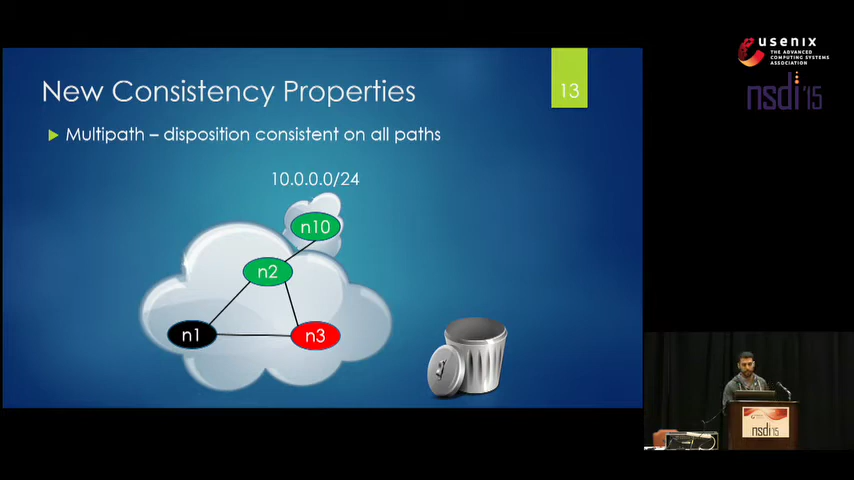 New Consistency Properties
13
Multipath – disposition consistent on all paths
10.0.0.0/24
n10
n2
n1
n3
usenix
THE ADVANCED
COMPUTING SYSTEMS
ASSOCIATION
nsdi'15
nsdi'15